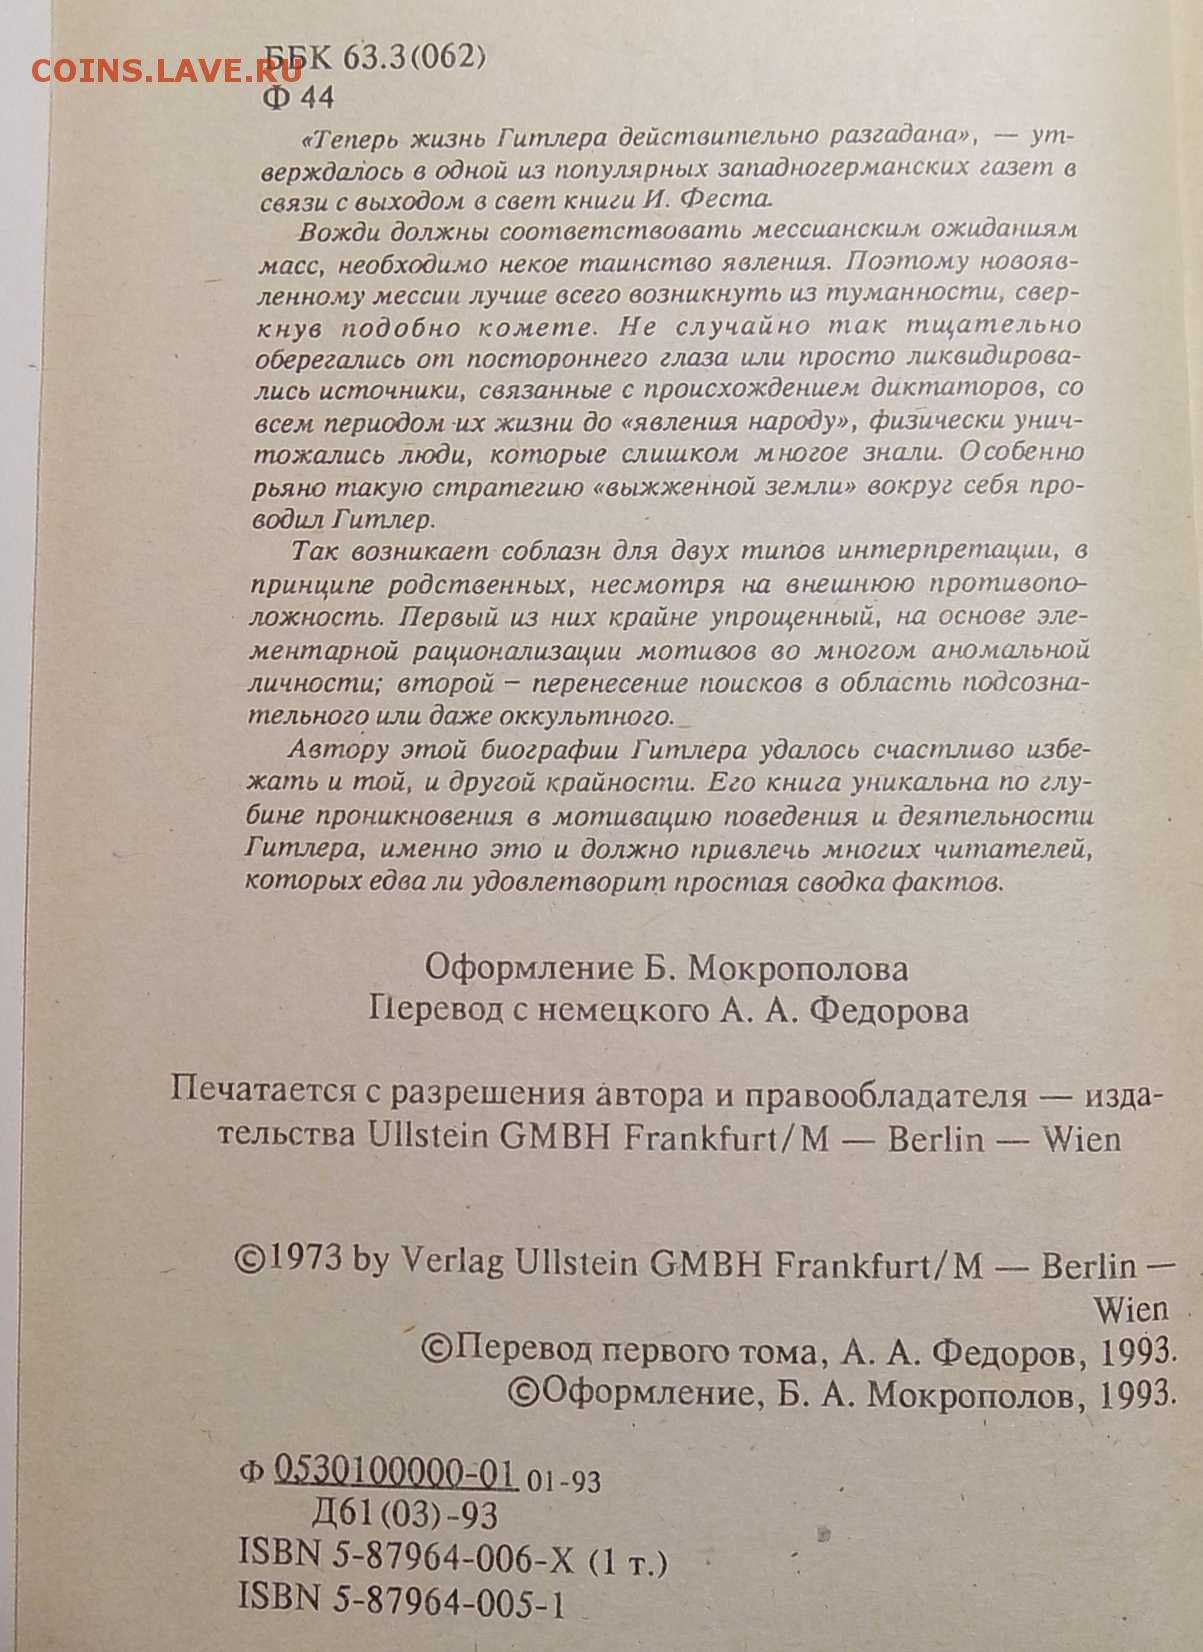 ББК 63.3(062)
COINS.LAVE.RU
Ф 44
«Теперь жизнь Гитлера действительно разгадана», — ут-
верждалось в одной из популярных западногерманских газет в
связи с выходом в свет книги И. Феста.
Вожди должны соответствовать мессианским ожиданиям
масс, необходимо некое таинство явления. Поэтому новояв-
ленному мессии лучше всего возникнуть из туманности, свер-
кнув подобно комете. Не случайно так тщательно
оберегались от постороннего глаза или просто ликвидирова-
лись источники, связанные с происхождением диктаторов, со
всем периодом их жизни до «явления народу», физически унич-
тожались люди, которые слишком многое знали. Особенно
рьяно такую стратегию «выжженной земли» вокруг себя про-
водил Гитлер.
Так возникает соблазн для двух типов интерпретации, в
принципе родственных, несмотря на внешнюю противопо-
ложность. Первый из них крайне упрощенный, на основе эле-
ментарной рационализации мотивов во многом аномальной
личности; второй — перенесение поисков в область подсозна-
тельного или даже оккультного.
Автору этой биографии Гитлера удалось счастливо избе-
жать и той, и другой крайности. Его книга уникальна по глу-
бине проникновения в мотивацию поведения и деятельности
Гитлера, именно это и должно привлечь многих читателей,
которых едва ли удовлетворит простая сводка фактов.
Оформление Б. Мокрополова
Перевод с немецкого А. А. Федорова
Печатается с разрешения автора и правообладателя — изда-
тельства Ullstein GMBH Frankfurt/M — Berlin — Wien
©1973 by Verlag Ullstein GMBH Frankfurt/M — Berlin —
Wien
©Перевод первого тома, А. А. Федоров, 1993.
©Оформление, Б. А. Мокрополов, 1993.
Ф 0530100000-01 01-93
Д61(03)-93
ISBN 5-87964-006-X (1 т.)
ISBN 5-87964-005-1